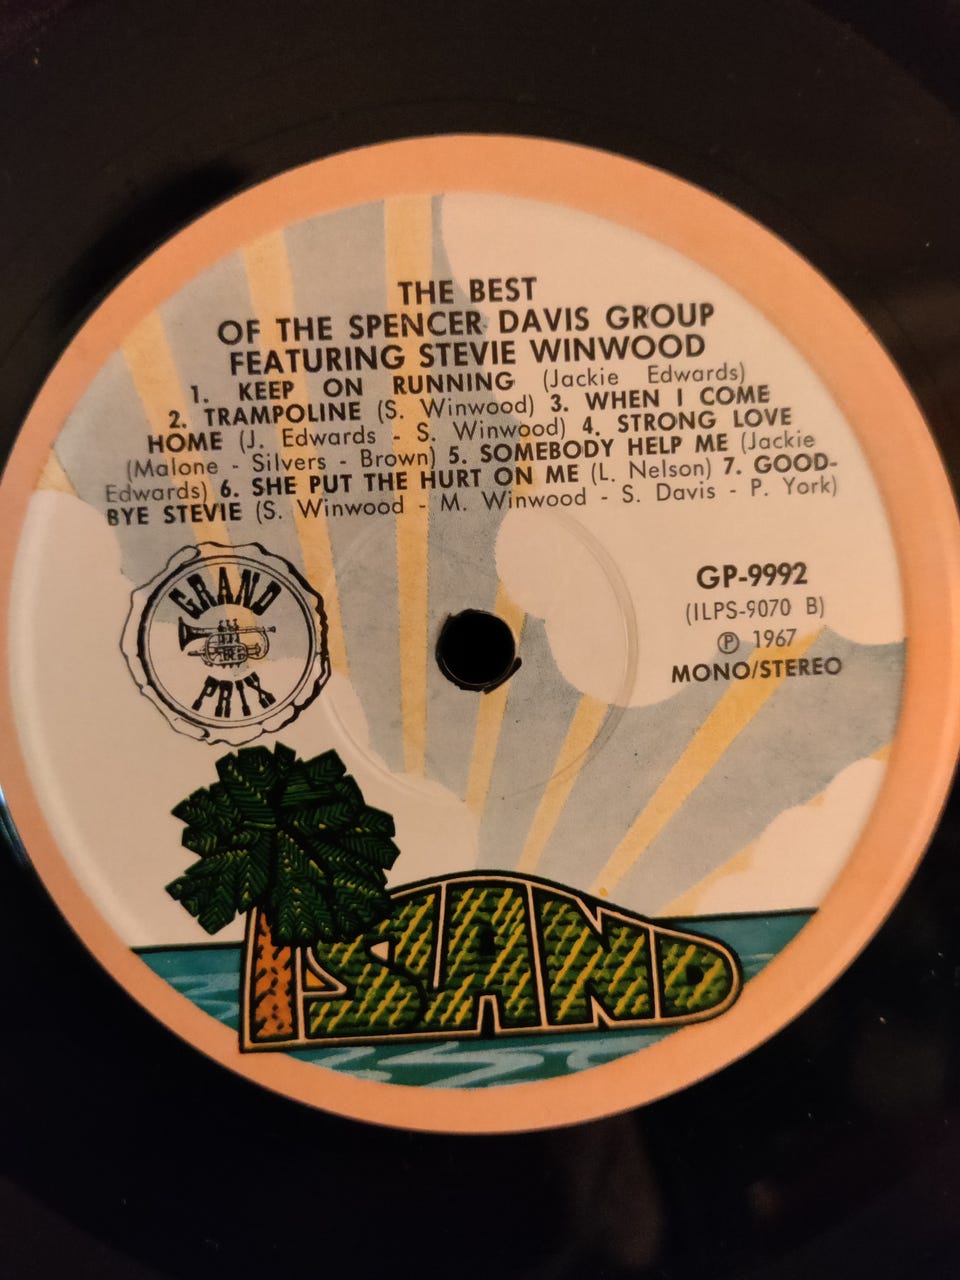 THE BEST
OF THE SPENCER DAVIS GROUP
FEATURING STEVIE WINWOOD
1. KEEP ON RUNNING (Jackie Edwards)
2. TRAMPOLINE (S. Winwood) 3. WHEN I COME
HOME (J. Edwards - S. Winwood) 4. STRONG LOVE
(Malone - Silvers - Brown) 5. SOMEBODY HELP ME (Jackie
Edwards) 6. SHE PUT THE HURT ON ME (L. Nelson) 7. GOOD-
BYE STEVIE (S. Winwood - M. Winwood - S. Davis - P. York)
GRAND
PRIX
GP-9992
(ILPS-9070 B)
Ⓟ 1967
MONO/STEREO
ISLAND